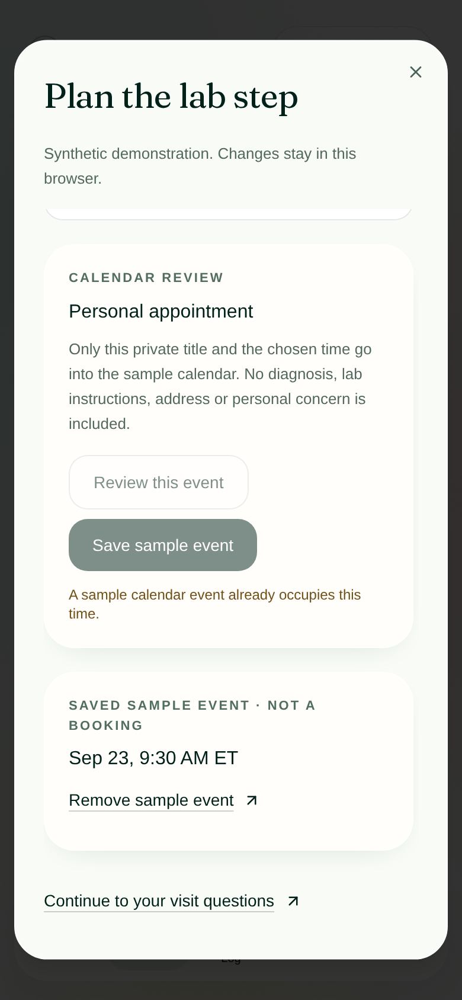 Plan the lab step
Synthetic demonstration. Changes stay in this
browser.
CALENDAR REVIEW
Personal appointment
Only this private title and the chosen time go
into the sample calendar. No diagnosis, lab
instructions, address or personal concern is
included.
Review this event
Save sample event
A sample calendar event already occupies this
time.
SAVED SAMPLE EVENT · NOT A
BOOKING
Sep 23, 9:30 AM ET
Remove sample event
Continue to your visit questions
Log